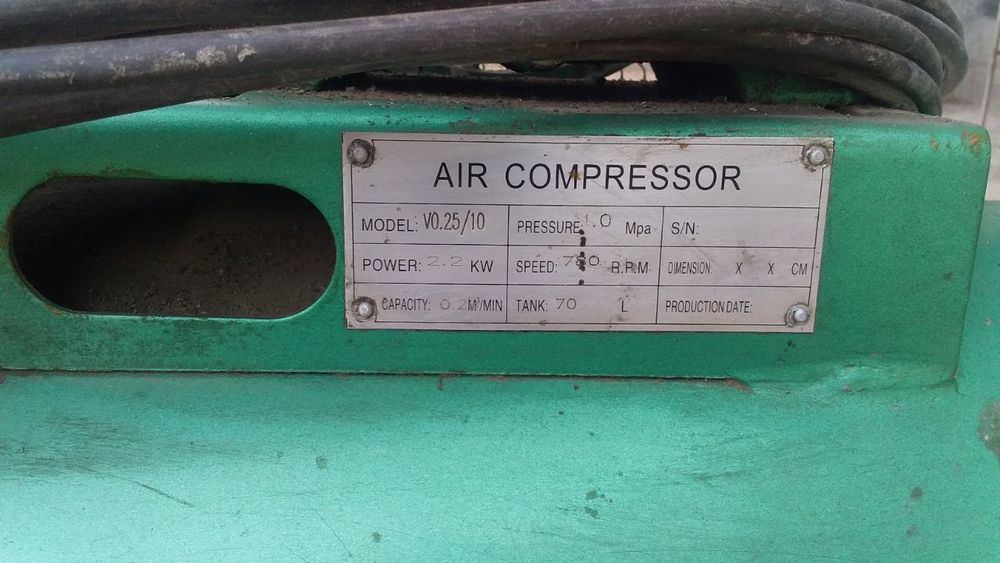 AIR COMPRESSOR
MODEL: V0.25/10 PRESSURE: 1.0 Mpa S/N:
POWER: 2.2 KW SPEED: R.P.M DIMENSION: X X CM
CAPACITY: M³/MIN TANK: 70 L PRODUCTION DATE: